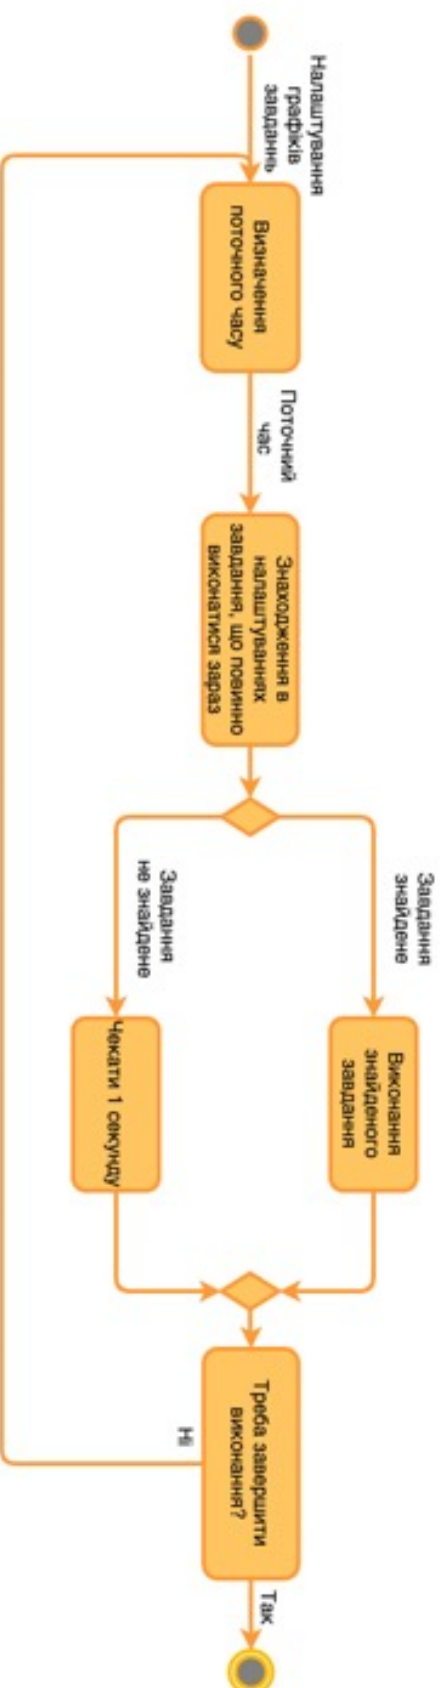 Налаштування
графіків
завдань
Визначення
поточного часу
Поточний
час
Знаходження в
налаштуваннях
завдання, що повинно
виконатися зараз
Завдання
знайдене
Завдання
не знайдене
Виконання
знайденого
завдання
Чекати 1 секунду
Треба завершити
виконання?
Ні
Так